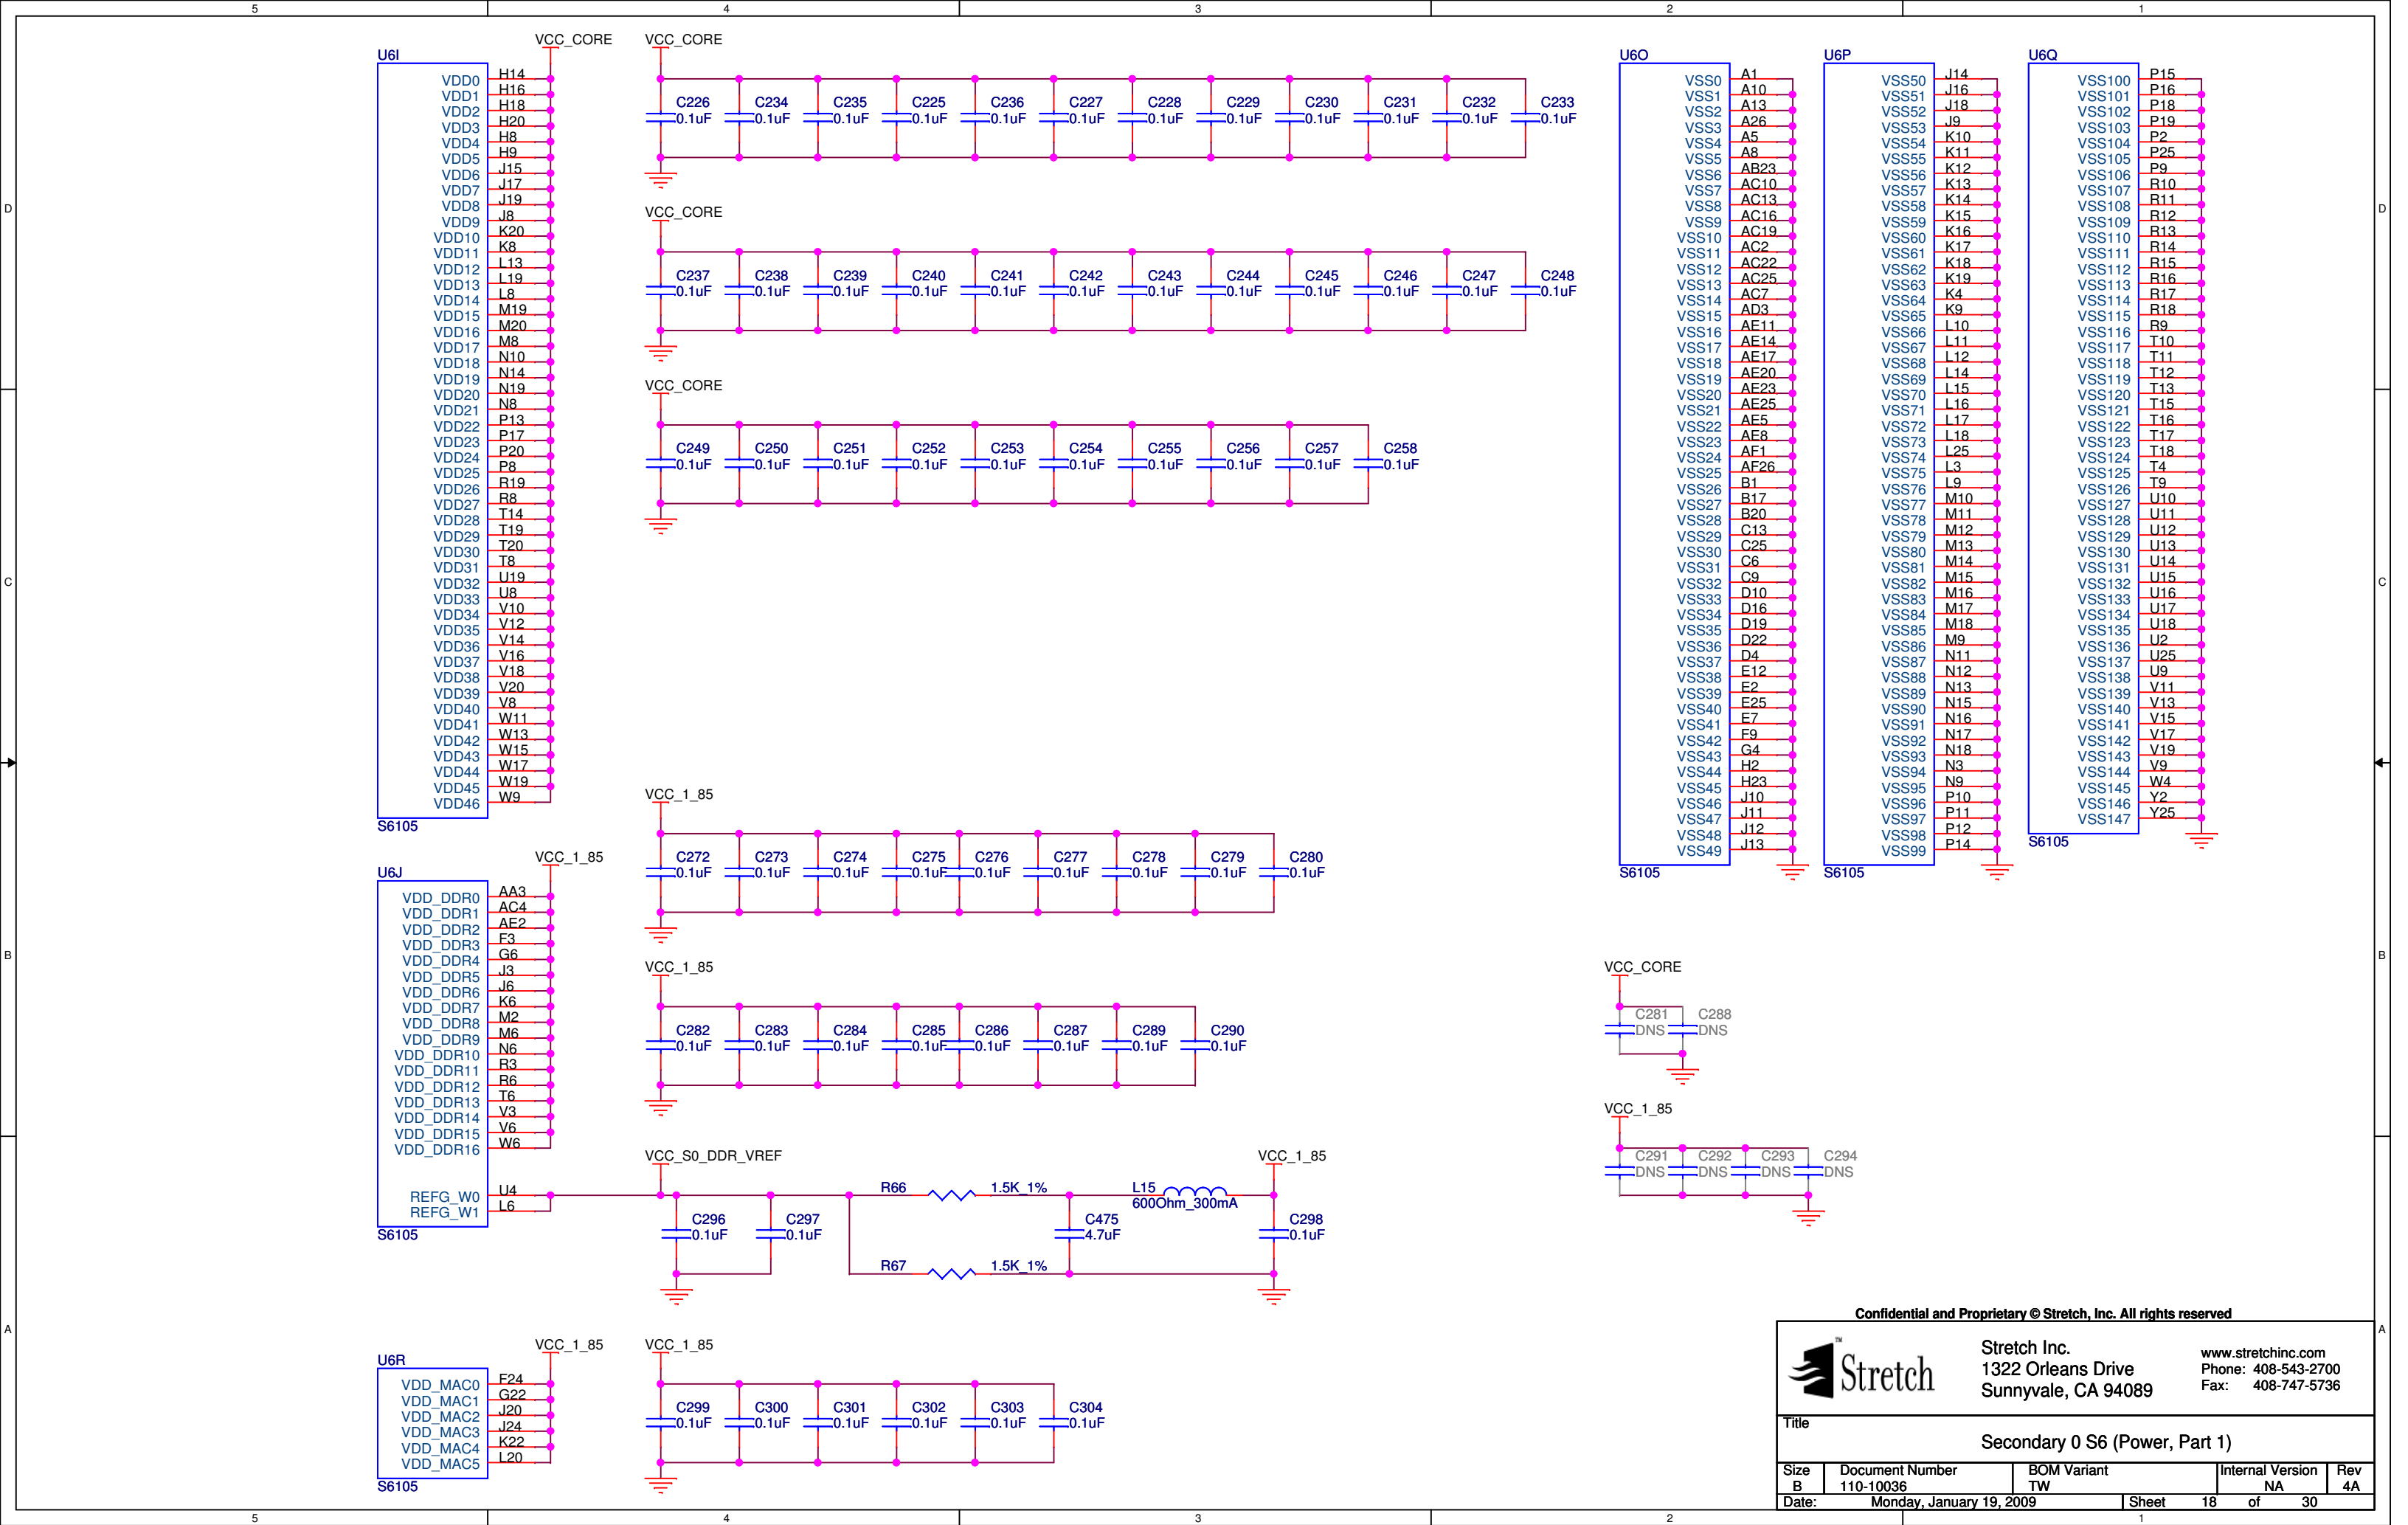 5 4 3 2 1
U6I
VCC_CORE
VDD0 H14
VDD1 H16
VDD2 H18
VDD3 H20
VDD4 H8
VDD5 H9
VDD6 J15
VDD7 J17
VDD8 J19
VDD9 J8
VDD10 K20
VDD11 K8
VDD12 L13
VDD13 L19
VDD14 L8
VDD15 M19
VDD16 M20
VDD17 M8
VDD18 N10
VDD19 N14
VDD20 N19
VDD21 N8
VDD22 P13
VDD23 P17
VDD24 P20
VDD25 P8
VDD26 R19
VDD27 R8
VDD28 T14
VDD29 T19
VDD30 T20
VDD31 T8
VDD32 U19
VDD33 U8
VDD34 V10
VDD35 V12
VDD36 V14
VDD37 V16
VDD38 V18
VDD39 V20
VDD40 V8
VDD41 W11
VDD42 W13
VDD43 W15
VDD44 W17
VDD45 W19
VDD46 W9
S6105
VCC_CORE
C226 C234 C235 C225 C236 C227 C228 C229 C230 C231 C232 C233
0.1uF 0.1uF 0.1uF 0.1uF 0.1uF 0.1uF 0.1uF 0.1uF 0.1uF 0.1uF 0.1uF 0.1uF
VCC_CORE
C237 C238 C239 C240 C241 C242 C243 C244 C245 C246 C247 C248
0.1uF 0.1uF 0.1uF 0.1uF 0.1uF 0.1uF 0.1uF 0.1uF 0.1uF 0.1uF 0.1uF 0.1uF
VCC_CORE
C249 C250 C251 C252 C253 C254 C255 C256 C257 C258
0.1uF 0.1uF 0.1uF 0.1uF 0.1uF 0.1uF 0.1uF 0.1uF 0.1uF 0.1uF
U6O
VSS0 A1
VSS1 A10
VSS2 A13
VSS3 A26
VSS4 A5
VSS5 A8
VSS6 AB23
VSS7 AC10
VSS8 AC13
VSS9 AC16
VSS10 AC19
VSS11 AC2
VSS12 AC22
VSS13 AC25
VSS14 AC7
VSS15 AD3
VSS16 AE11
VSS17 AE14
VSS18 AE17
VSS19 AE20
VSS20 AE23
VSS21 AE25
VSS22 AE5
VSS23 AE8
VSS24 AF1
VSS25 AF26
VSS26 B1
VSS27 B17
VSS28 B20
VSS29 C13
VSS30 C25
VSS31 C6
VSS32 C9
VSS33 D10
VSS34 D16
VSS35 D19
VSS36 D22
VSS37 D4
VSS38 E12
VSS39 E2
VSS40 E25
VSS41 E7
VSS42 F9
VSS43 G4
VSS44 H2
VSS45 H23
VSS46 J10
VSS47 J11
VSS48 J12
VSS49 J13
S6105
U6P
VSS50 J14
VSS51 J16
VSS52 J18
VSS53 J9
VSS54 K10
VSS55 K11
VSS56 K12
VSS57 K13
VSS58 K14
VSS59 K15
VSS60 K16
VSS61 K17
VSS62 K18
VSS63 K19
VSS64 K4
VSS65 K9
VSS66 L10
VSS67 L11
VSS68 L12
VSS69 L14
VSS70 L15
VSS71 L16
VSS72 L17
VSS73 L18
VSS74 L25
VSS75 L3
VSS76 L9
VSS77 M10
VSS78 M11
VSS79 M12
VSS80 M13
VSS81 M14
VSS82 M15
VSS83 M16
VSS84 M17
VSS85 M18
VSS86 M9
VSS87 N11
VSS88 N12
VSS89 N13
VSS90 N15
VSS91 N16
VSS92 N17
VSS93 N18
VSS94 N3
VSS95 N9
VSS96 P10
VSS97 P11
VSS98 P12
VSS99 P14
S6105
U6Q
VSS100 P15
VSS101 P16
VSS102 P18
VSS103 P19
VSS104 P2
VSS105 P25
VSS106 P9
VSS107 R10
VSS108 R11
VSS109 R12
VSS110 R13
VSS111 R14
VSS112 R15
VSS113 R16
VSS114 R17
VSS115 R18
VSS116 R9
VSS117 T10
VSS118 T11
VSS119 T12
VSS120 T13
VSS121 T15
VSS122 T16
VSS123 T17
VSS124 T18
VSS125 T4
VSS126 T9
VSS127 U10
VSS128 U11
VSS129 U12
VSS130 U13
VSS131 U14
VSS132 U15
VSS133 U16
VSS134 U17
VSS135 U18
VSS136 U2
VSS137 U25
VSS138 U9
VSS139 V11
VSS140 V13
VSS141 V15
VSS142 V17
VSS143 V19
VSS144 V9
VSS145 W4
VSS146 Y2
VSS147 Y25
S6105
D D
C C
B B
A A
VCC_1_85
C272 C273 C274 C275 C276 C277 C278 C279 C280
0.1uF 0.1uF 0.1uF 0.1uF 0.1uF 0.1uF 0.1uF 0.1uF 0.1uF
VCC_1_85
U6J
VDD_DDR0 AA3
VDD_DDR1 AC4
VDD_DDR2 AE2
VDD_DDR3 F3
VDD_DDR4 G6
VDD_DDR5 J3
VDD_DDR6 J6
VDD_DDR7 K6
VDD_DDR8 M2
VDD_DDR9 M6
VDD_DDR10 N6
VDD_DDR11 R3
VDD_DDR12 R6
VDD_DDR13 T6
VDD_DDR14 V3
VDD_DDR15 V6
VDD_DDR16 W6
REFG_W0 U4
REFG_W1 L6
S6105
VCC_1_85
C282 C283 C284 C285 C286 C287 C289 C290
0.1uF 0.1uF 0.1uF 0.1uF 0.1uF 0.1uF 0.1uF 0.1uF
VCC_S0_DDR_VREF VCC_1_85
R66 1.5K_1% L15
600Ohm_300mA
C296 C297 C475 C298
0.1uF 0.1uF 4.7uF 0.1uF
R67 1.5K_1%
VCC_CORE
C281 C288
DNS DNS
VCC_1_85
C291 C292 C293 C294
DNS DNS DNS DNS
VCC_1_85
U6R
VDD_MAC0 F24
VDD_MAC1 G22
VDD_MAC2 J20
VDD_MAC3 J24
VDD_MAC4 K22
VDD_MAC5 L20
S6105
VCC_1_85
C299 C300 C301 C302 C303 C304
0.1uF 0.1uF 0.1uF 0.1uF 0.1uF 0.1uF
Confidential and Proprietary © Stretch, Inc. All rights reserved
Stretch ™
Stretch Inc.
1322 Orleans Drive
Sunnyvale, CA 94089
www.stretchinc.com
Phone: 408-543-2700
Fax: 408-747-5736
Title
Secondary 0 S6 (Power, Part 1)
Size Document Number BOM Variant Internal Version Rev
B 110-10036 TW NA 4A
Date: Monday, January 19, 2009 Sheet 18 of 30
5 4 3 2 1